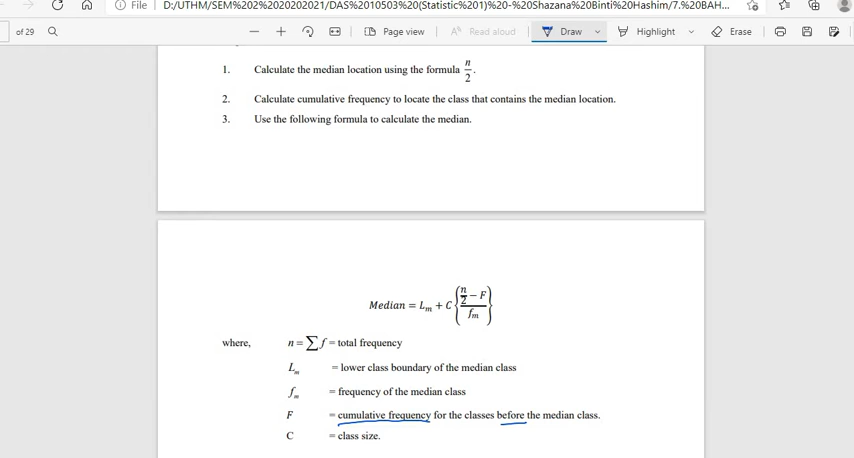 File D:/UTHM/SEM%202%2020202021/DAS%2010503%20(Statistic%201)%20-%20Shazana%20Binti%20Hashim/7.%20BAH...
of 29 Page view Read aloud Draw Highlight Erase
1. Calculate the median location using the formula n/2.
2. Calculate cumulative frequency to locate the class that contains the median location.
3. Use the following formula to calculate the median.
Median = Lm + C {(n/2 − F)/fm}
where, n = ∑ f = total frequency
Lm = lower class boundary of the median class
fm = frequency of the median class
F = cumulative frequency for the classes before the median class.
C = class size.